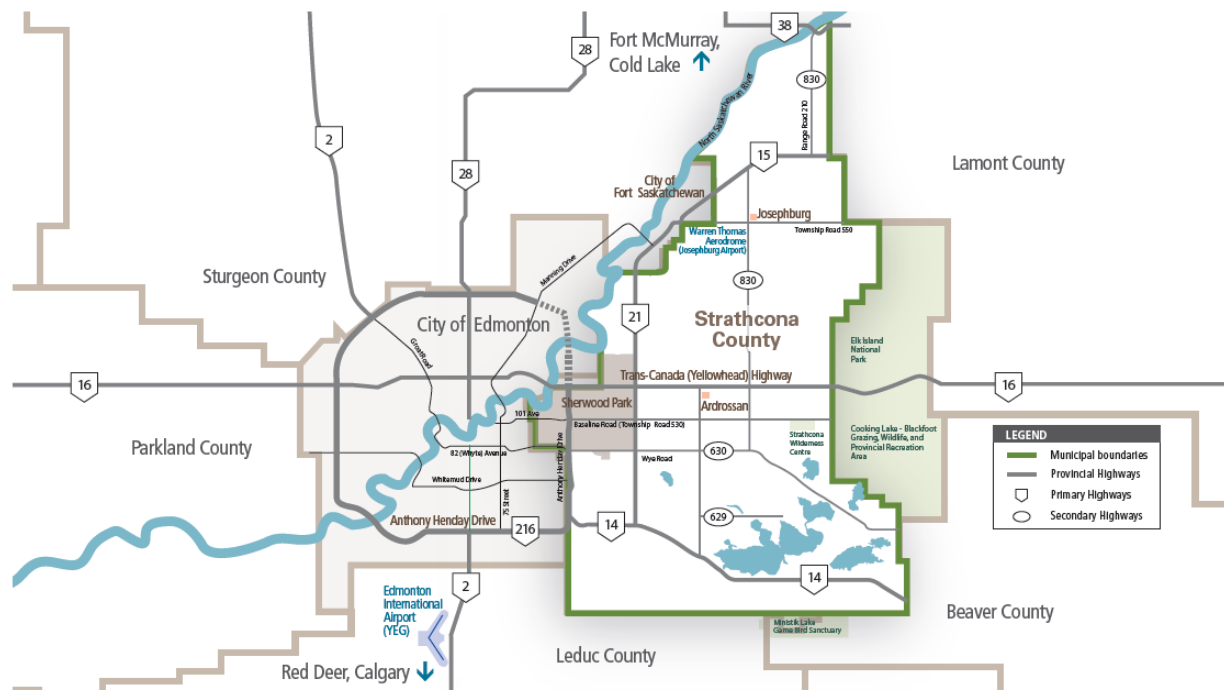 38
28
Fort McMurray,
Cold Lake
North Saskatchewan River
830
Range Road 210
2
15
28
Lamont County
City of
Fort Saskatchewan
Josephburg
Township Road 550
Warren Thomas
Aerodrome
(Josephburg Airport)
Manning Drive
Sturgeon County
830
21
City of Edmonton
Strathcona
County
Groat Road
Elk Island
National
Park
Trans-Canada (Yellowhead) Highway
16
16
Sherwood Park
Ardrossan
101 Ave
Baseline Road (Township Road 530)
Cooking Lake - Blackfoot
Grazing, Wildlife, and
Provincial Recreation
Area
Parkland County
82 (Whyte) Avenue
Wye Road
630
Strathcona
Wilderness
Centre
LEGEND
Municipal boundaries
Provincial Highways
Primary Highways
Secondary Highways
Whitemud Drive
75 Street
Anthony Henday Drive
Anthony Henday Drive
216
14
629
14
2
Edmonton
International
Airport
(YEG)
Beaver County
Ministik Lake
Game Bird Sanctuary
Leduc County
Red Deer, Calgary